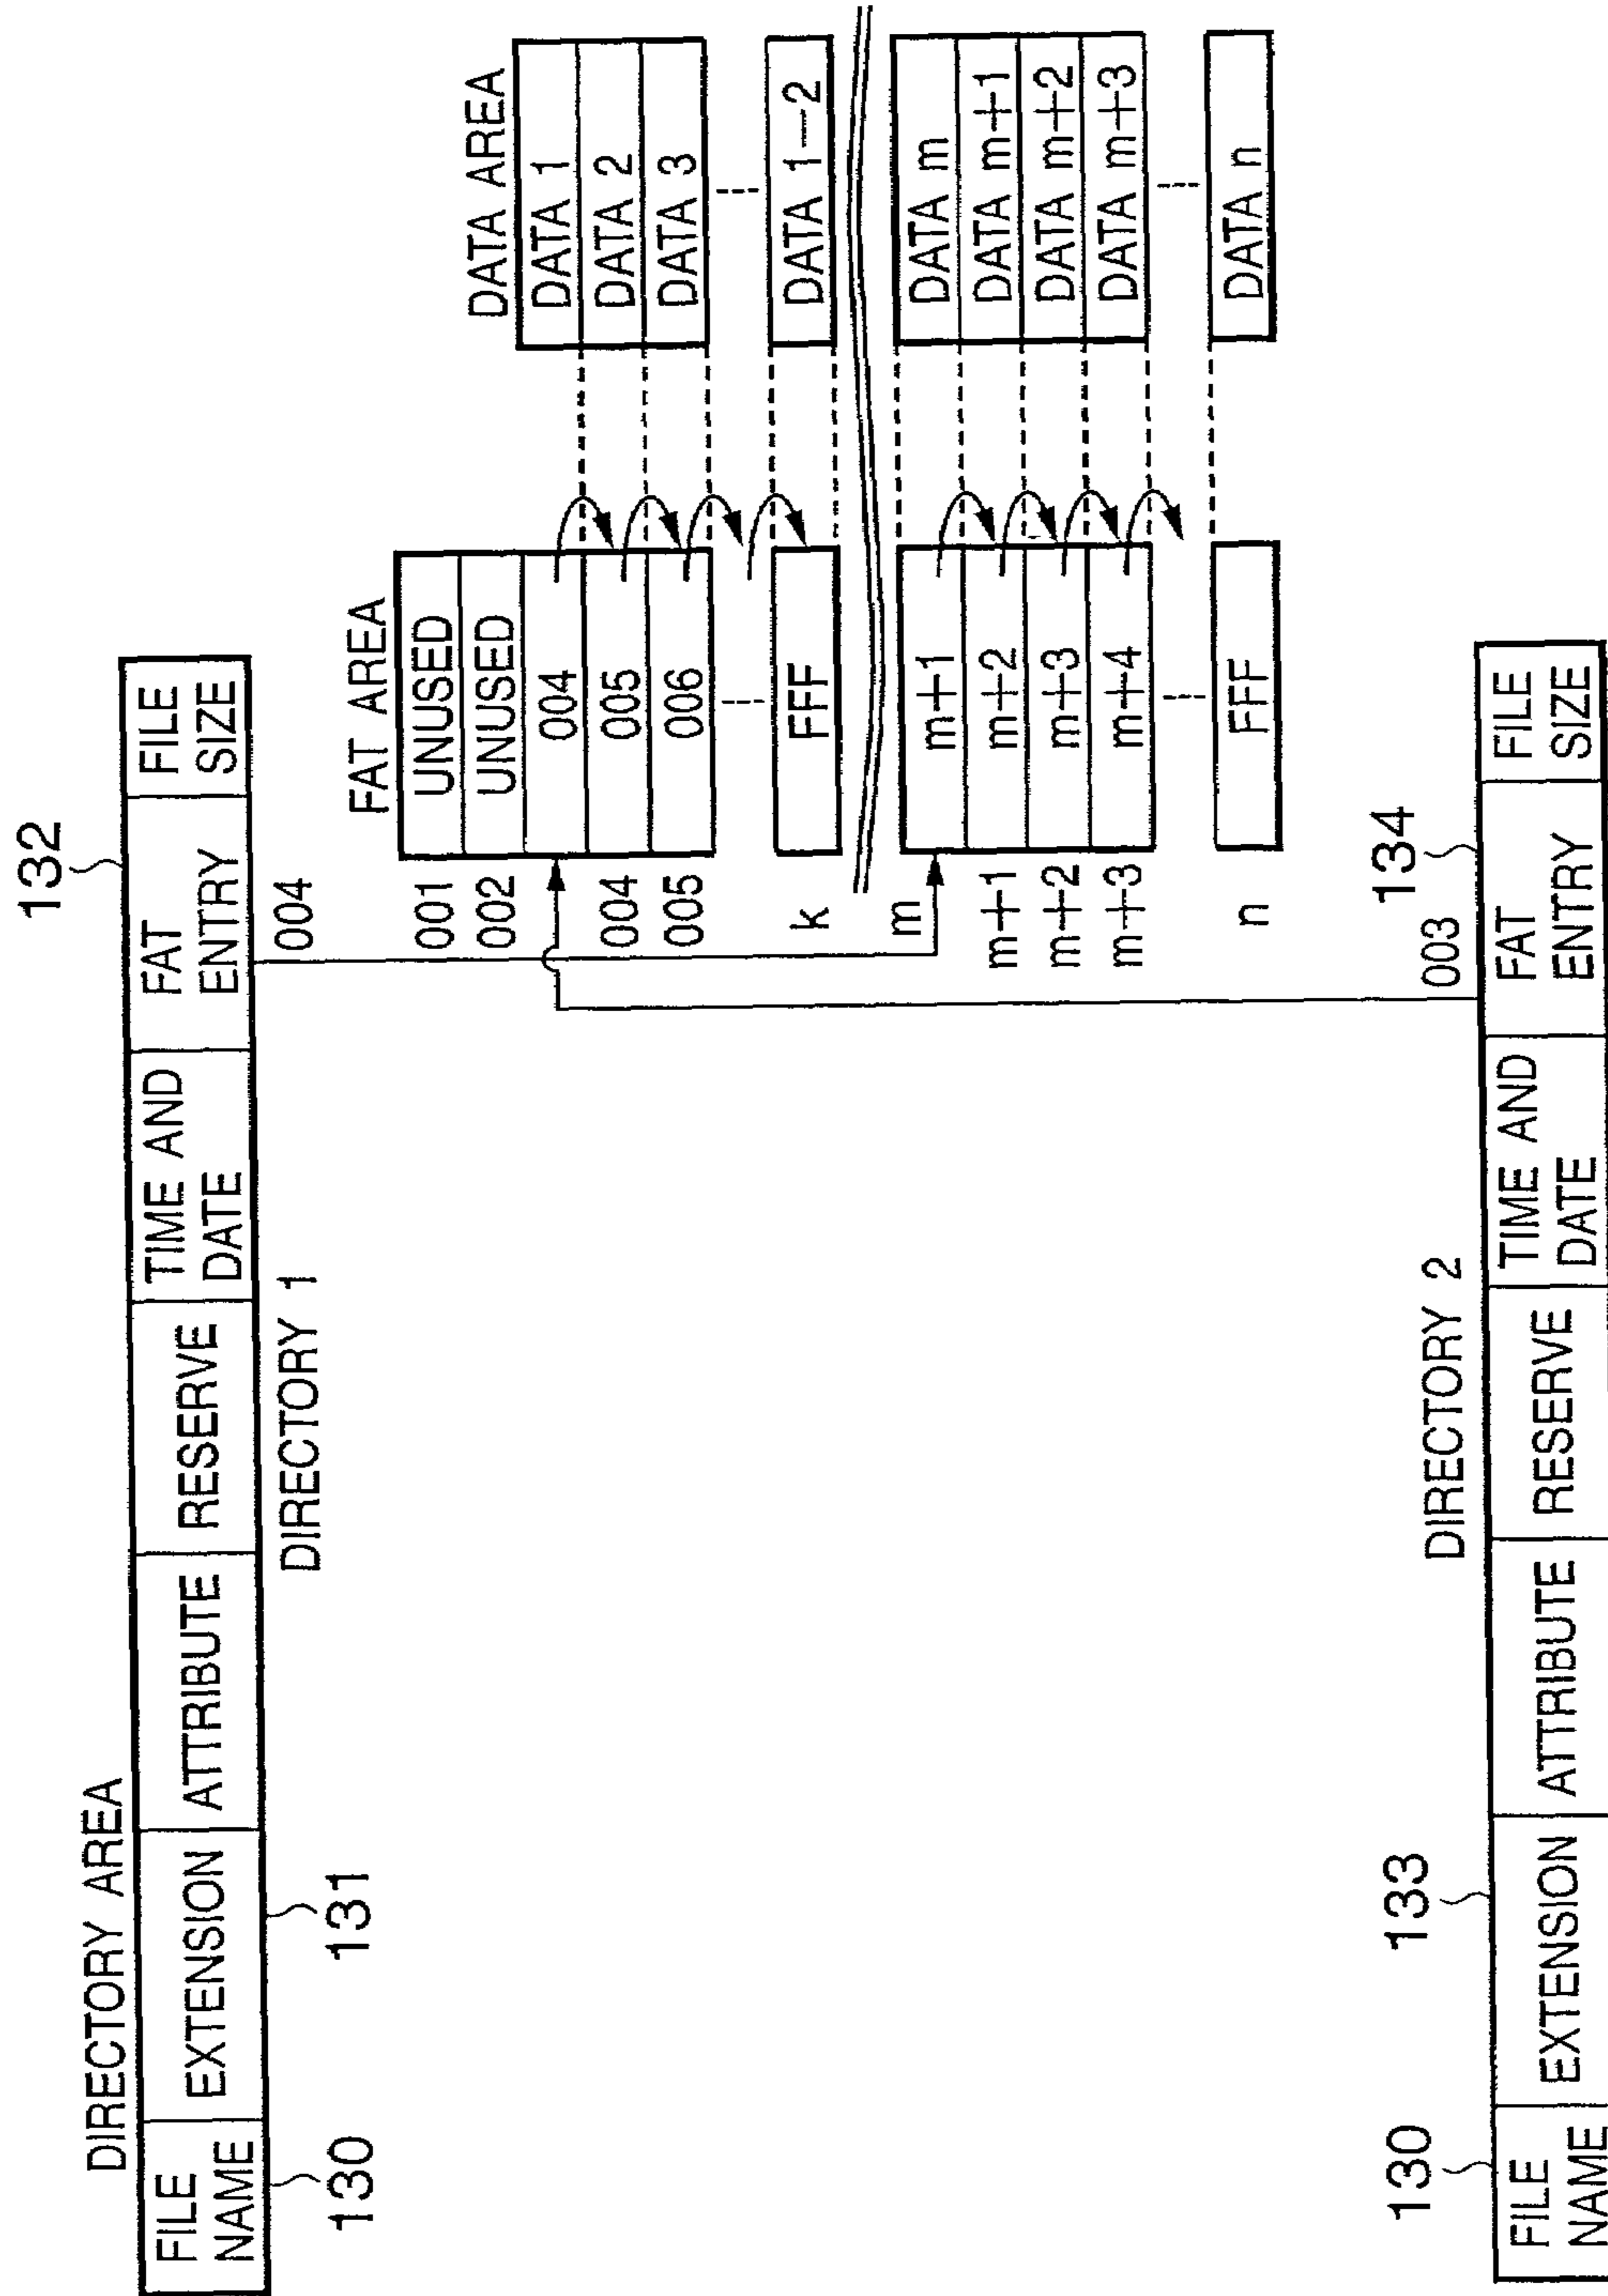 DIRECTORY AREA
132
FILE NAME
EXTENSION
ATTRIBUTE
RESERVE
TIME AND DATE
FAT ENTRY
FILE SIZE
130
131
DIRECTORY 1
004
FAT AREA
DATA AREA
001
UNUSED
002
UNUSED
004
DATA 1
004
005
DATA 2
005
006
DATA 3
k
FFF
DATA 1-2
m
m+1
DATA m
m+1
m+2
DATA m+1
m+2
m+3
DATA m+2
m+3
m+4
DATA m+3
n
FFF
DATA n
130
133
DIRECTORY 2
003
134
FILE NAME
EXTENSION
ATTRIBUTE
RESERVE
TIME AND DATE
FAT ENTRY
FILE SIZE